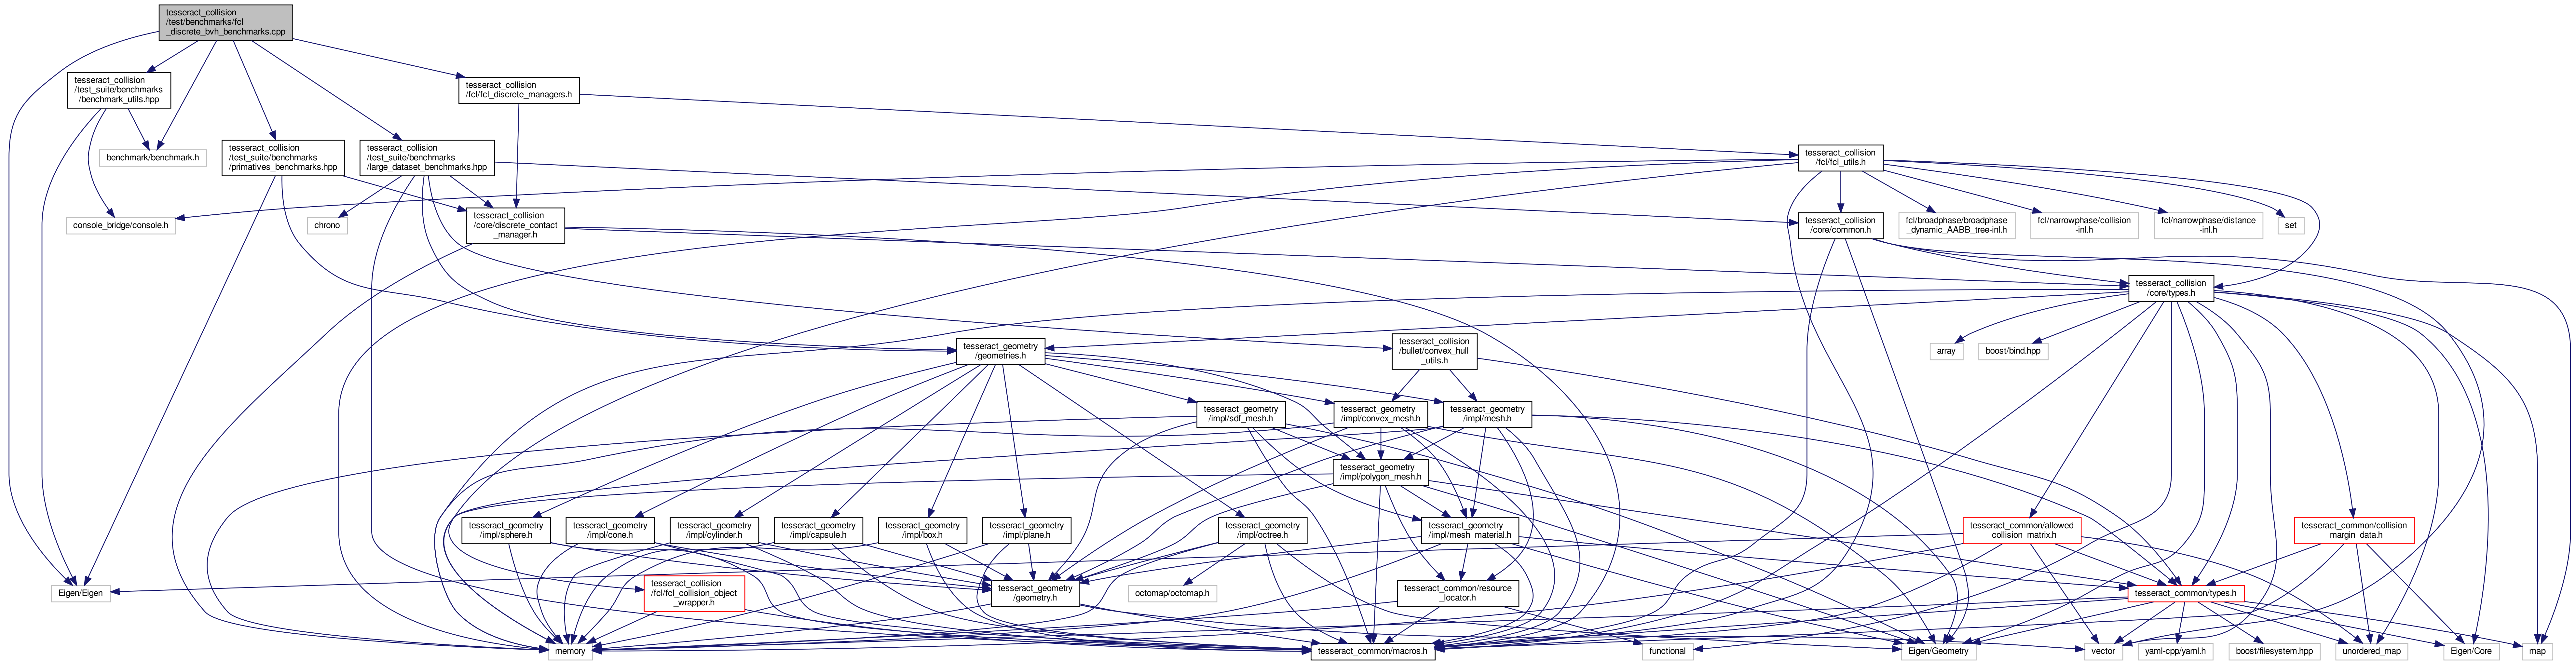 tesseract_collision
/test/benchmarks/fcl
_discrete_bvh_benchmarks.cpp
tesseract_collision
/test_suite/benchmarks
/benchmark_utils.hpp
tesseract_collision
/fcl/fcl_discrete_managers.h
benchmark/benchmark.h
tesseract_collision
/test_suite/benchmarks
/primatives_benchmarks.hpp
tesseract_collision
/test_suite/benchmarks
/large_dataset_benchmarks.hpp
tesseract_collision
/fcl/fcl_utils.h
console_bridge/console.h
chrono
tesseract_collision
/core/discrete_contact
_manager.h
tesseract_collision
/core/common.h
fcl/broadphase/broadphase
_dynamic_AABB_tree-inl.h
fcl/narrowphase/collision
-inl.h
fcl/narrowphase/distance
-inl.h
set
tesseract_collision
/core/types.h
tesseract_geometry
/geometries.h
tesseract_collision
/bullet/convex_hull
_utils.h
array
boost/bind.hpp
tesseract_geometry
/impl/sdf_mesh.h
tesseract_geometry
/impl/convex_mesh.h
tesseract_geometry
/impl/mesh.h
tesseract_geometry
/impl/polygon_mesh.h
tesseract_geometry
/impl/sphere.h
tesseract_geometry
/impl/cone.h
tesseract_geometry
/impl/cylinder.h
tesseract_geometry
/impl/capsule.h
tesseract_geometry
/impl/box.h
tesseract_geometry
/impl/plane.h
tesseract_geometry
/impl/octree.h
tesseract_geometry
/impl/mesh_material.h
tesseract_common/allowed
_collision_matrix.h
tesseract_common/collision
_margin_data.h
Eigen/Eigen
tesseract_collision
/fcl/fcl_collision_object
_wrapper.h
tesseract_geometry
/geometry.h
octomap/octomap.h
tesseract_common/resource
_locator.h
tesseract_common/types.h
memory
tesseract_common/macros.h
functional
Eigen/Geometry
vector
yaml-cpp/yaml.h
boost/filesystem.hpp
unordered_map
Eigen/Core
map